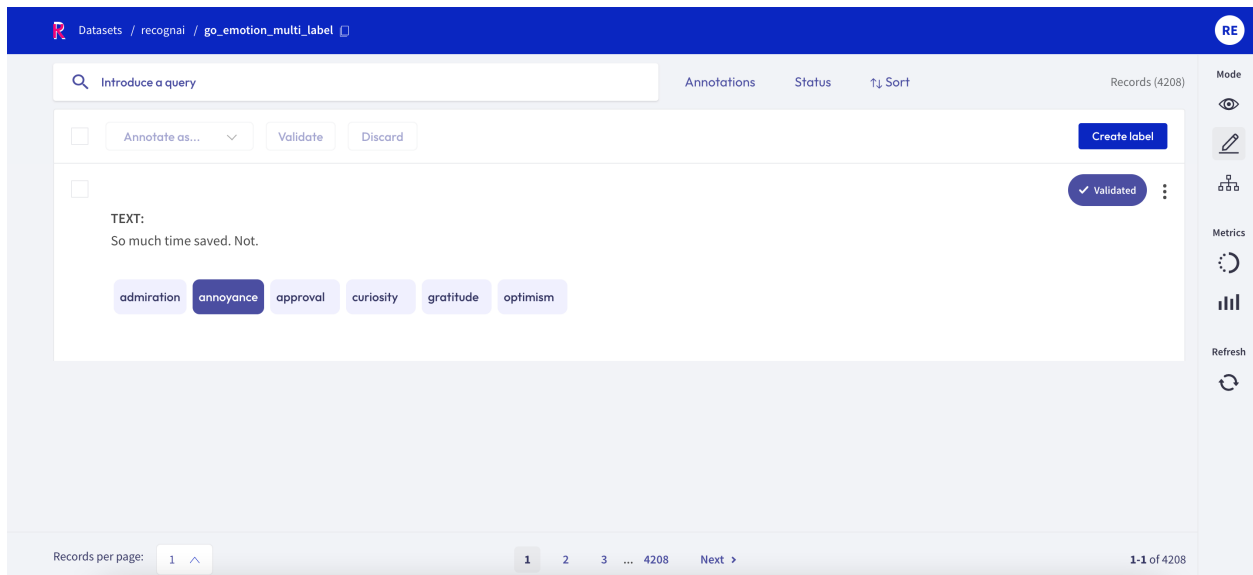 R Datasets / recognai / go_emotion_multi_label RE
Introduce a query Annotations Status Sort Records (4208) Mode
Annotate as... Validate Discard Create label
Validated
TEXT:
So much time saved. Not.
admiration annoyance approval curiosity gratitude optimism
Metrics
Refresh
Records per page: 1 1 2 3 ... 4208 Next > 1-1 of 4208